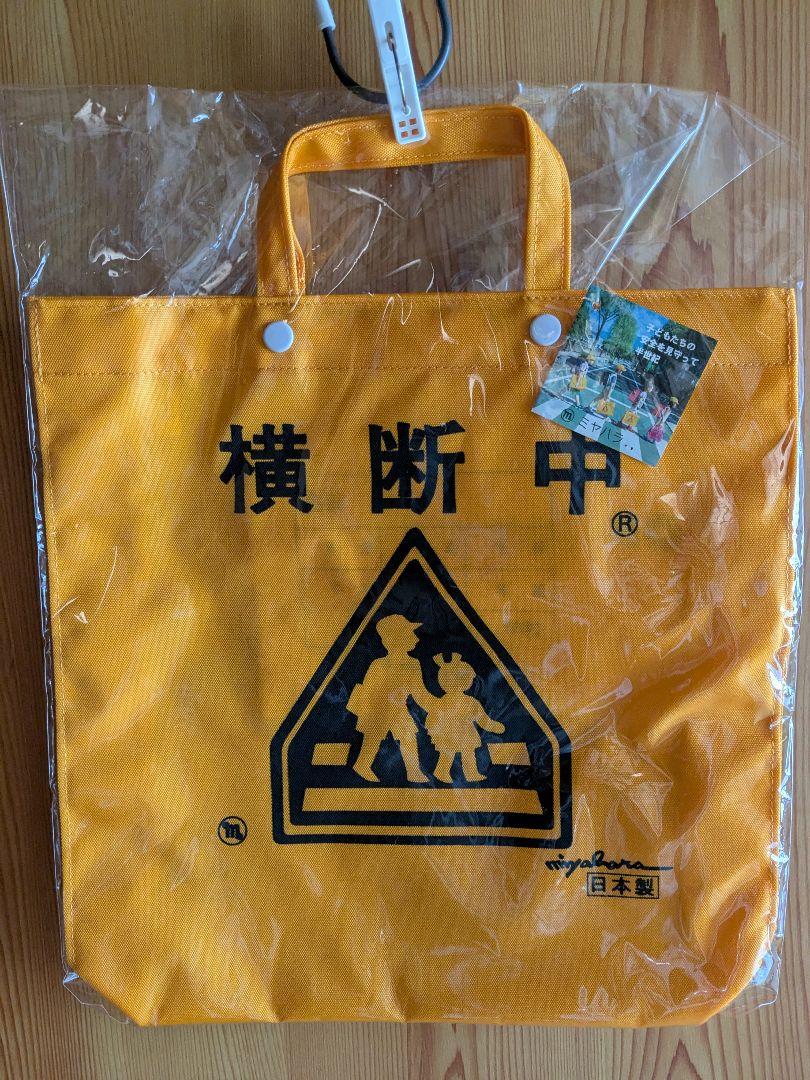 子どもたちの
安全を見守って
半世紀
ⓜ ミヤハラ
横断中
®
ⓜ
miyahara
日本製